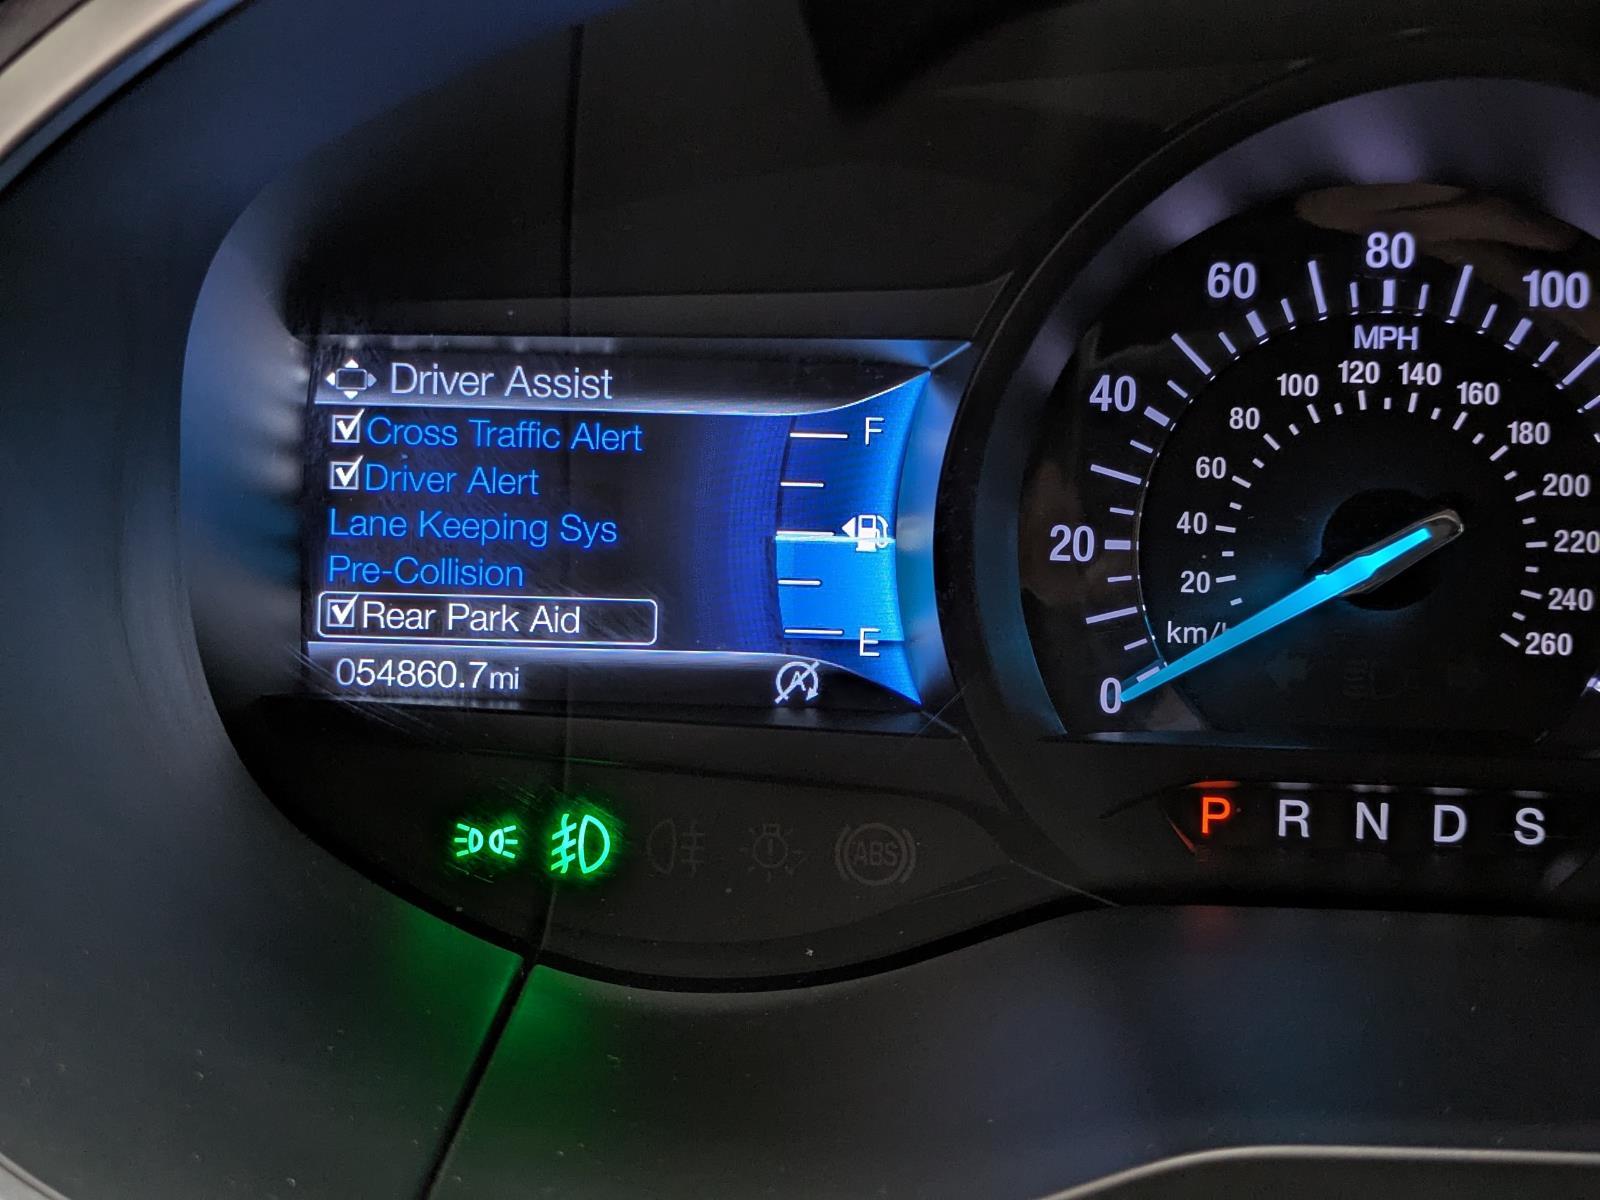 Driver Assist
Cross Traffic Alert
Driver Alert
Lane Keeping Sys
Pre-Collision
Rear Park Aid
054860.7mi
A
F
E
0
20
40
60
80
100
MPH
20
40
60
80
100
120
140
160
180
200
220
240
260
km/
P R N D S
ABS